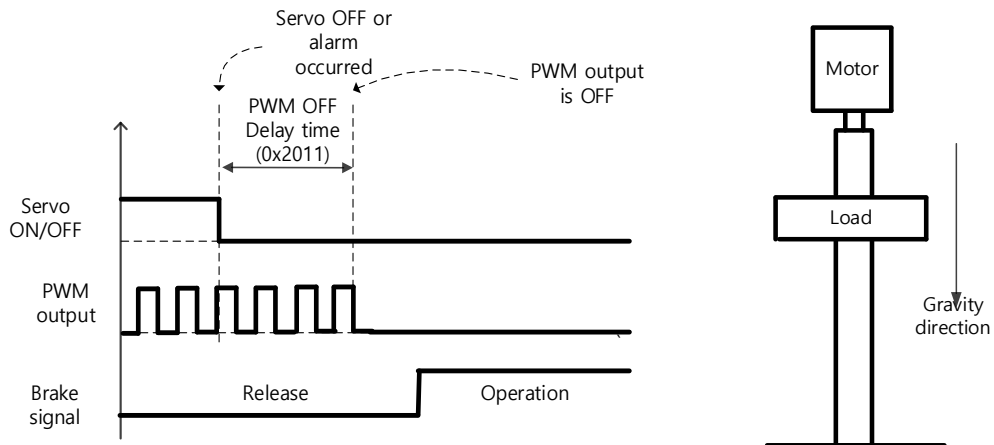 Servo OFF or
alarm
occurred
PWM output
is OFF
PWM OFF
Delay time
(0x2011)
Servo
ON/OFF
PWM
output
Brake
signal
Release
Operation
Motor
Load
Gravity
direction